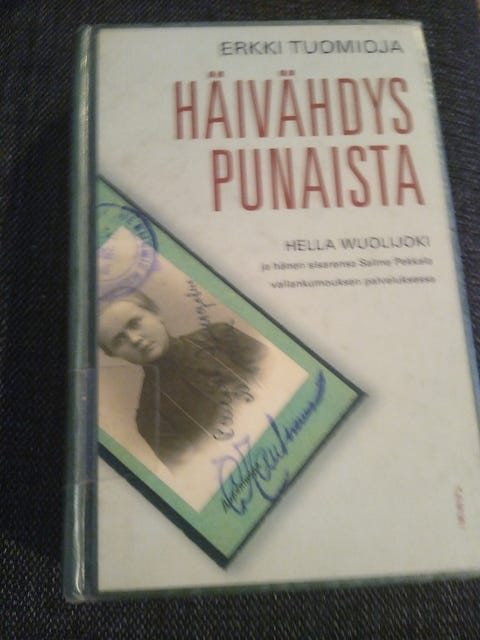 ERKKI TUOMIOJA
HÄIVÄHDYS
PUNAISTA
HELLA WUOLIJOKI
ja hänen sisarensa Salme Pekkala
vallankumouksen palveluksessa